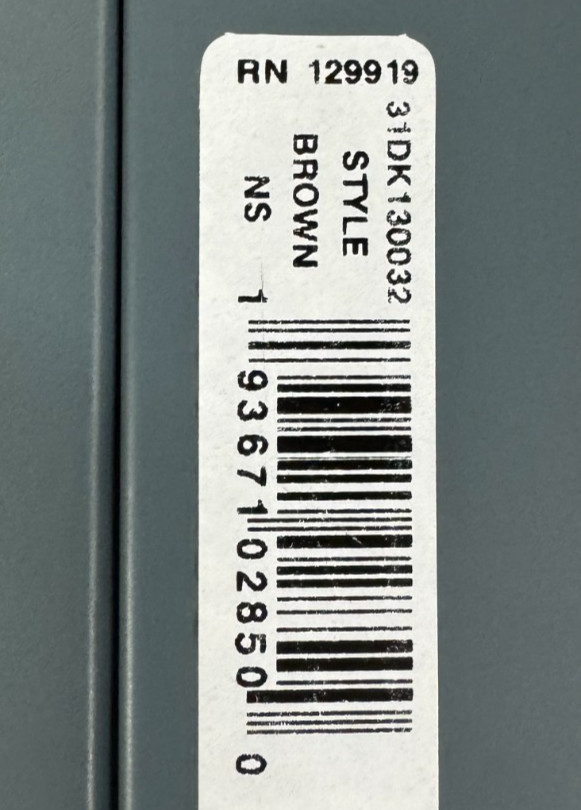 RN 129919
31DK130032
STYLE
BROWN
NS
1 93671 02850 0